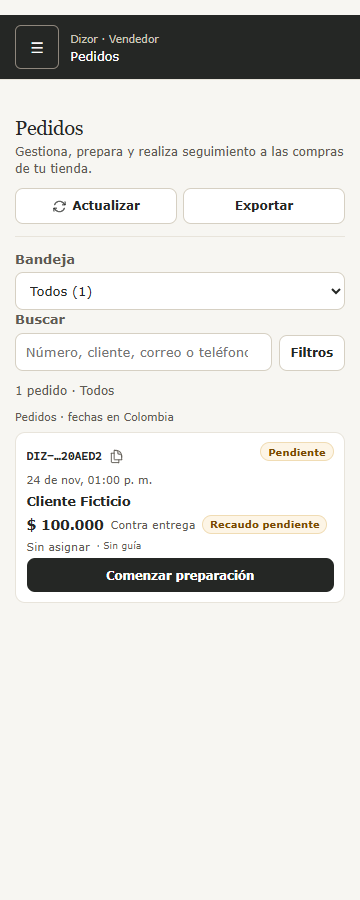 ☰
Dizor · Vendedor
Pedidos
Pedidos
Gestiona, prepara y realiza seguimiento a las compras
de tu tienda.
Actualizar
Exportar
Bandeja
Todos (1)
Buscar
Número, cliente, correo o teléfono
Filtros
1 pedido · Todos
Pedidos · fechas en Colombia
DIZ-…20AED2
Pendiente
24 de nov, 01:00 p. m.
Cliente Ficticio
$ 100.000 Contra entrega Recaudo pendiente
Sin asignar · Sin guía
Comenzar preparación